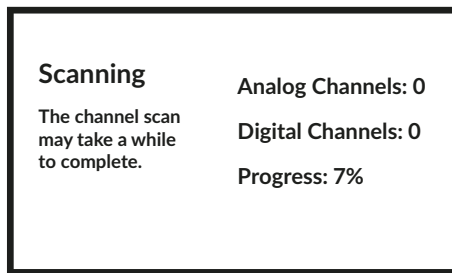 Scanning
The channel scan
may take a while
to complete.
Analog Channels: 0
Digital Channels: 0
Progress: 7%